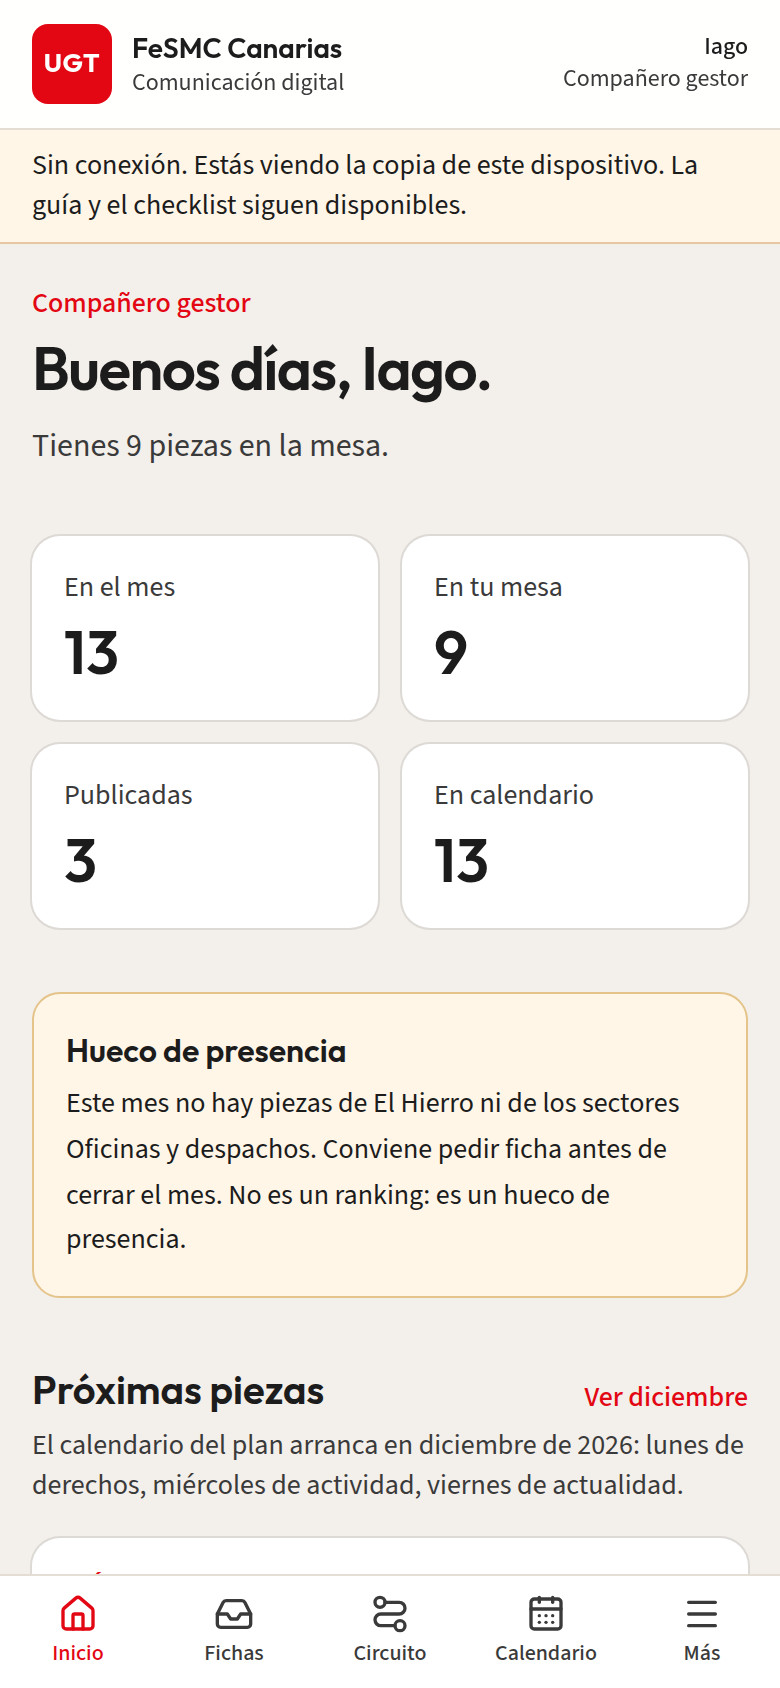 UGT
FeSMC Canarias
Comunicación digital
Iago
Compañero gestor
Sin conexión. Estás viendo la copia de este dispositivo. La
guía y el checklist siguen disponibles.
Compañero gestor
Buenos días, Iago.
Tienes 9 piezas en la mesa.
En el mes
13
En tu mesa
9
Publicadas
3
En calendario
13
Hueco de presencia
Este mes no hay piezas de El Hierro ni de los sectores
Oficinas y despachos. Conviene pedir ficha antes de
cerrar el mes. No es un ranking: es un hueco de
presencia.
Próximas piezas
Ver diciembre
El calendario del plan arranca en diciembre de 2026: lunes de
derechos, miércoles de actividad, viernes de actualidad.
Inicio
Fichas
Circuito
Calendario
Más